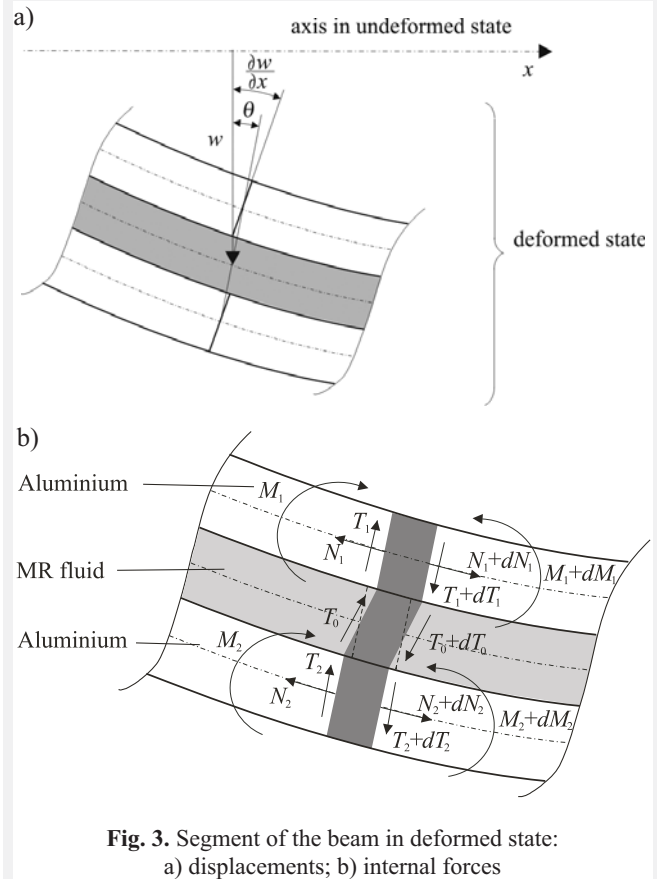 a)
axis in undeformed state
x
∂w
∂x
θ
w
deformed state
b)
Aluminium
M₁
T₁
N₁
N₁+dN₁
M₁+dM₁
MR fluid
T₁+dT₁
T₀
T₀+dT₀
Aluminium
M₂
T₂
N₂
N₂+dN₂
M₂+dM₂
T₂+dT₂
Fig. 3. Segment of the beam in deformed state:
a) displacements; b) internal forces